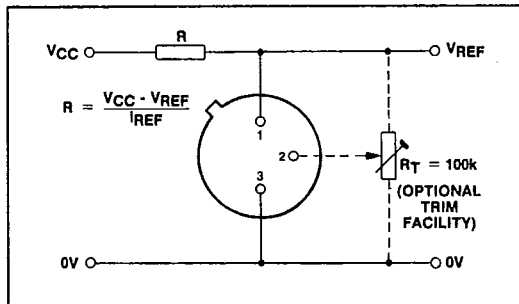 R
VCC
VREF
R = VCC - VREF
IREF
1
2
3
RT = 100k
(OPTIONAL
TRIM
FACILITY)
0V
0V